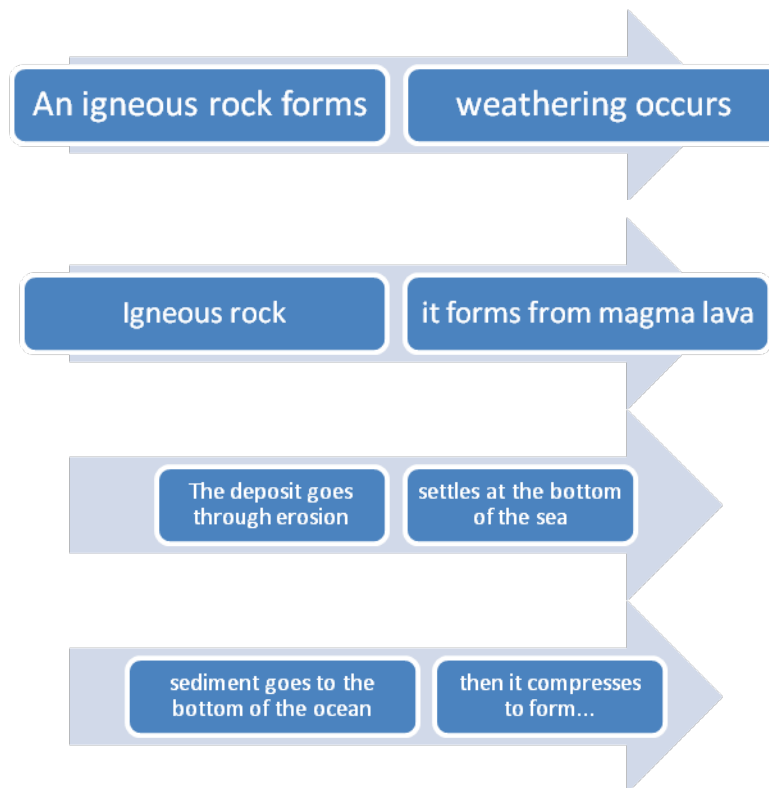 An igneous rock forms
weathering occurs
Igneous rock
it forms from magma lava
The deposit goes
through erosion
settles at the bottom
of the sea
sediment goes to the
bottom of the ocean
then it compresses
to form...